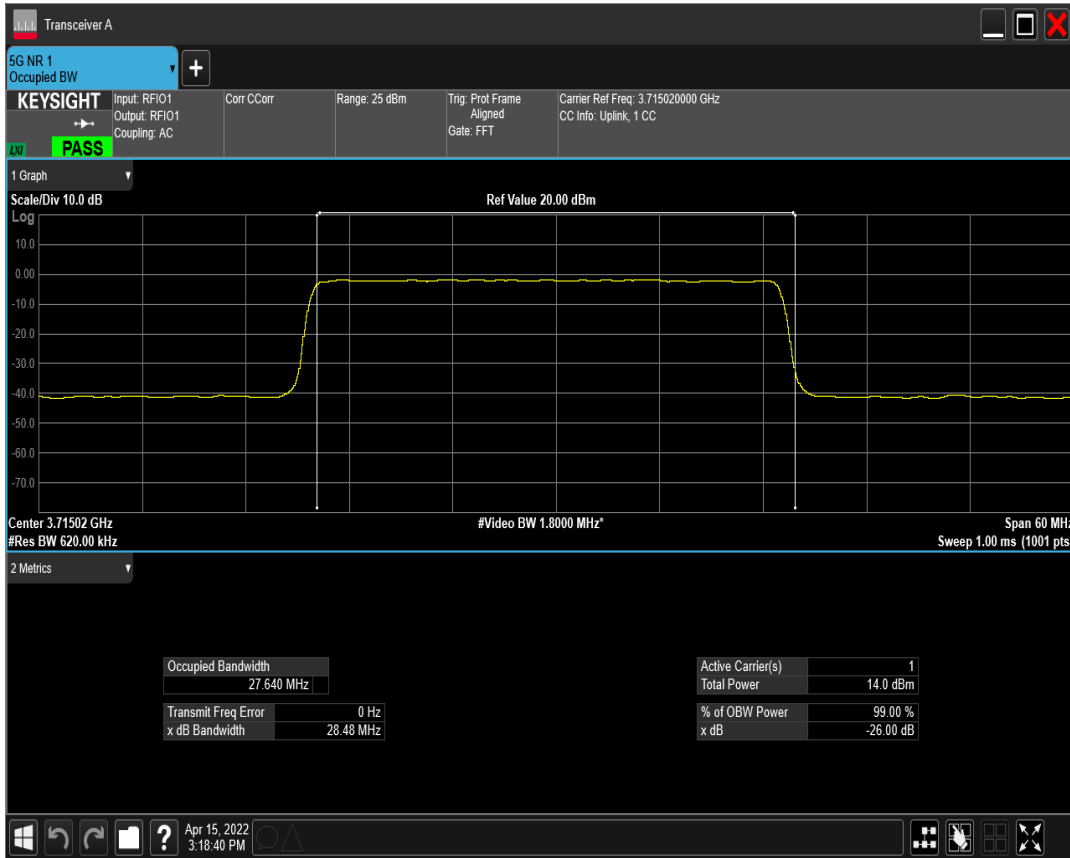 Transceiver A
5G NR 1
Occupied BW
+
KEYSIGHT
LXI
PASS
Input: RFIO1
Output: RFIO1
Coupling: AC
Corr CCorr
Range: 25 dBm
Trig: Prot Frame
Aligned
Gate: FFT
Carrier Ref Freq: 3.715020000 GHz
CC Info: Uplink, 1 CC
1 Graph
Scale/Div 10.0 dB
Ref Value 20.00 dBm
Log
10.0
0.00
-10.0
-20.0
-30.0
-40.0
-50.0
-60.0
-70.0
Center 3.71502 GHz
#Video BW 1.8000 MHz*
Span 60 MHz
#Res BW 620.00 kHz
Sweep 1.00 ms (1001 pts
2 Metrics
Occupied Bandwidth
27.640 MHz
Transmit Freq Error 0 Hz
x dB Bandwidth 28.48 MHz
Active Carrier(s) 1
Total Power 14.0 dBm
% of OBW Power 99.00 %
x dB -26.00 dB
?
Apr 15, 2022
3:18:40 PM